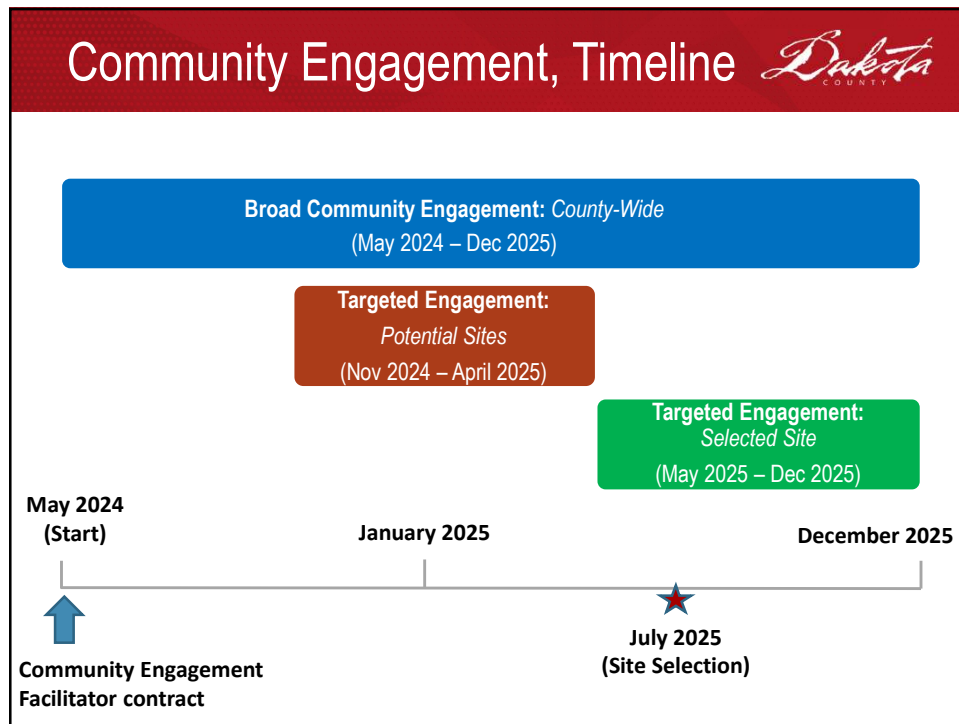 Community Engagement, Timeline
Dakota
COUNTY
Broad Community Engagement: County-Wide
(May 2024 – Dec 2025)
Targeted Engagement:
Potential Sites
(Nov 2024 – April 2025)
Targeted Engagement:
Selected Site
(May 2025 – Dec 2025)
May 2024
(Start)
January 2025
December 2025
July 2025
(Site Selection)
Community Engagement
Facilitator contract